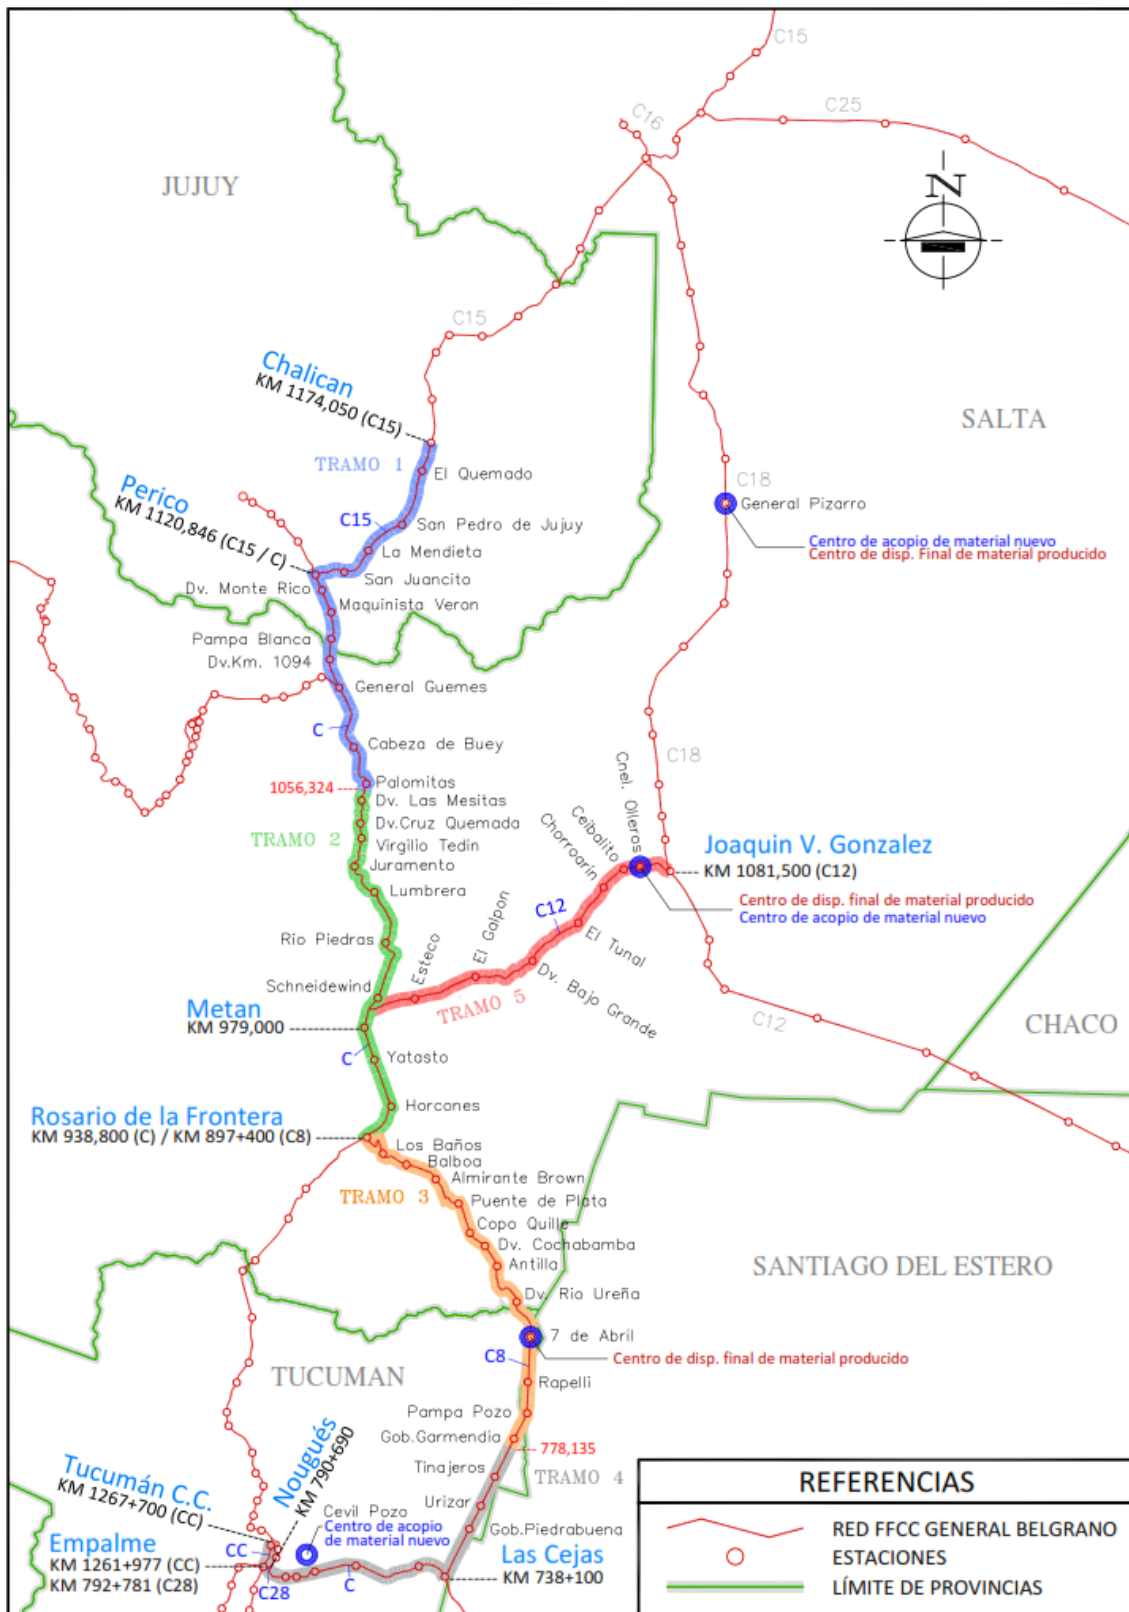 C15
C16
C25
JUJUY
N
C15
Chalican
KM 1174,050 (C15)
SALTA
TRAMO 1
El Quemado
C18
General Pizarro
Perico
KM 1120,846 (C15 / C)
C15
San Pedro de Jujuy
Centro de acopio de material nuevo
Centro de disp. Final de material producido
La Mendieta
San Juancito
Dv. Monte Rico
Maquinista Veron
Pampa Blanca
Dv.Km. 1094
General Guemes
C
Cabeza de Buey
C18
Palomitas
1056,324
Dv. Las Mesitas
Dv.Cruz Quemada
TRAMO 2
Virgilio Tedin
Juramento
Lumbrera
Cnel. Olleros
Ceibalito
Chorroarin
Joaquin V. Gonzalez
KM 1081,500 (C12)
Centro de disp. final de material producido
Centro de acopio de material nuevo
C12
El Tunal
Rio Piedras
El Galpon
Esteco
Dv. Bajo Grande
Schneidewind
TRAMO 5
Metan
KM 979,000
C12
CHACO
C
Yatasto
Horcones
Rosario de la Frontera
KM 938,800 (C) / KM 897+400 (C8)
Los Baños
Balboa
Almirante Brown
TRAMO 3
Puente de Plata
Copo Quile
Dv. Cochabamba
Antilla
SANTIAGO DEL ESTERO
Dv. Rio Ureña
7 de Abril
Centro de disp. final de material producido
C8
TUCUMAN
Rapelli
Pampa Pozo
Gob.Garmendia
778,135
Tinajeros
TRAMO 4
Nougués
KM 790+690
Tucumán C.C.
KM 1267+700 (CC)
Urizar
Cevil Pozo
Centro de acopio
de material nuevo
Gob.Piedrabuena
Empalme
KM 1261+977 (CC)
KM 792+781 (C28)
CC
C28
C
Las Cejas
KM 738+100
REFERENCIAS
RED FFCC GENERAL BELGRANO
ESTACIONES
LÍMITE DE PROVINCIAS